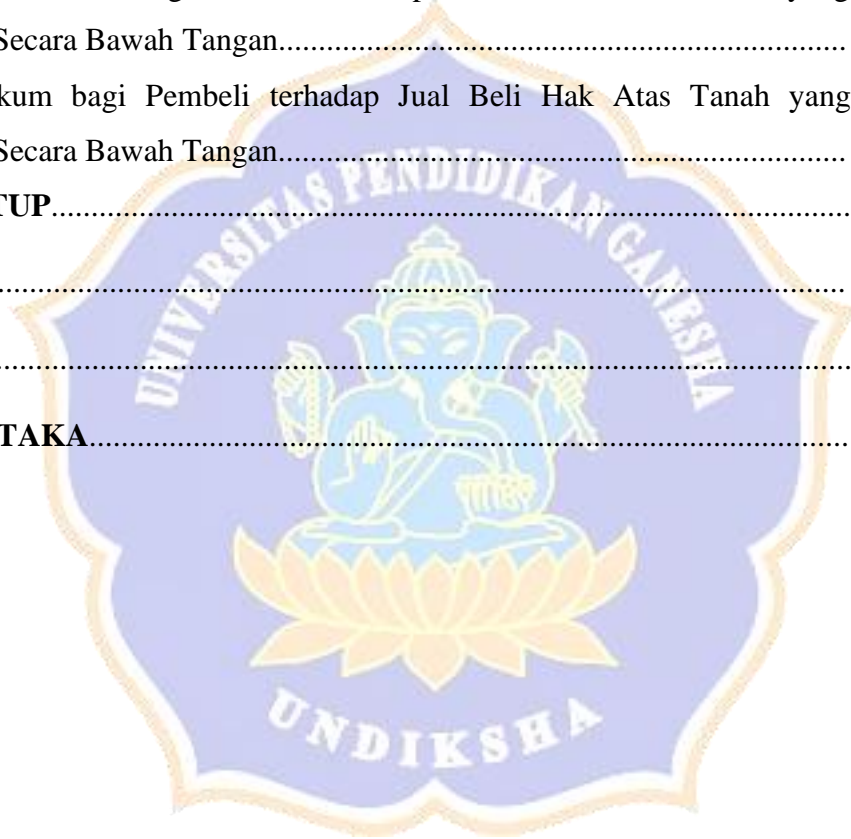 yang
Secara Bawah Tangan...........................................................................
kum bagi Pembeli terhadap Jual Beli Hak Atas Tanah yang
Secara Bawah Tangan...........................................................................
TUP.....................................................................................................
............................................................................................................
............................................................................................................
TAKA................................................................................................
UNIVERSITAS PENDIDIKAN GANESHA
UNDIKSHA